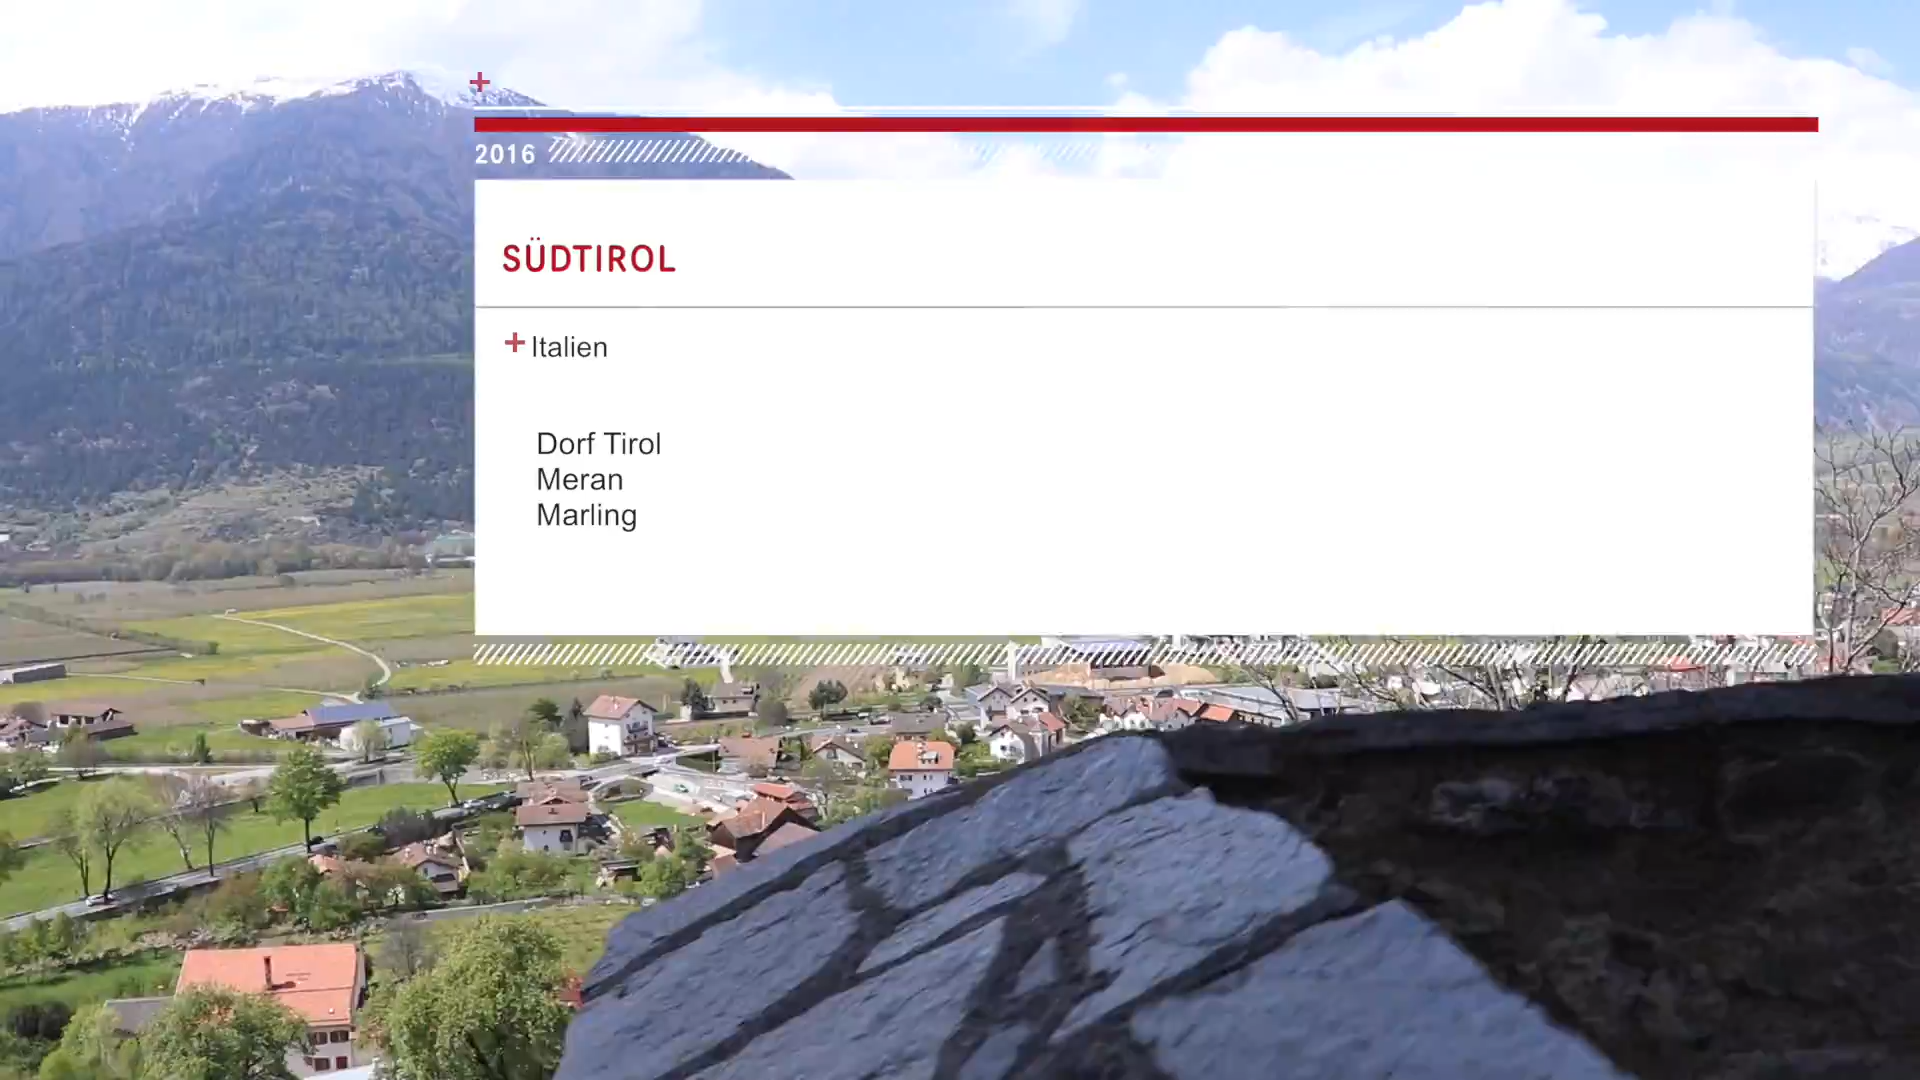 2016
SÜDTIROL
+ Italien
Dorf Tirol
Meran
Marling